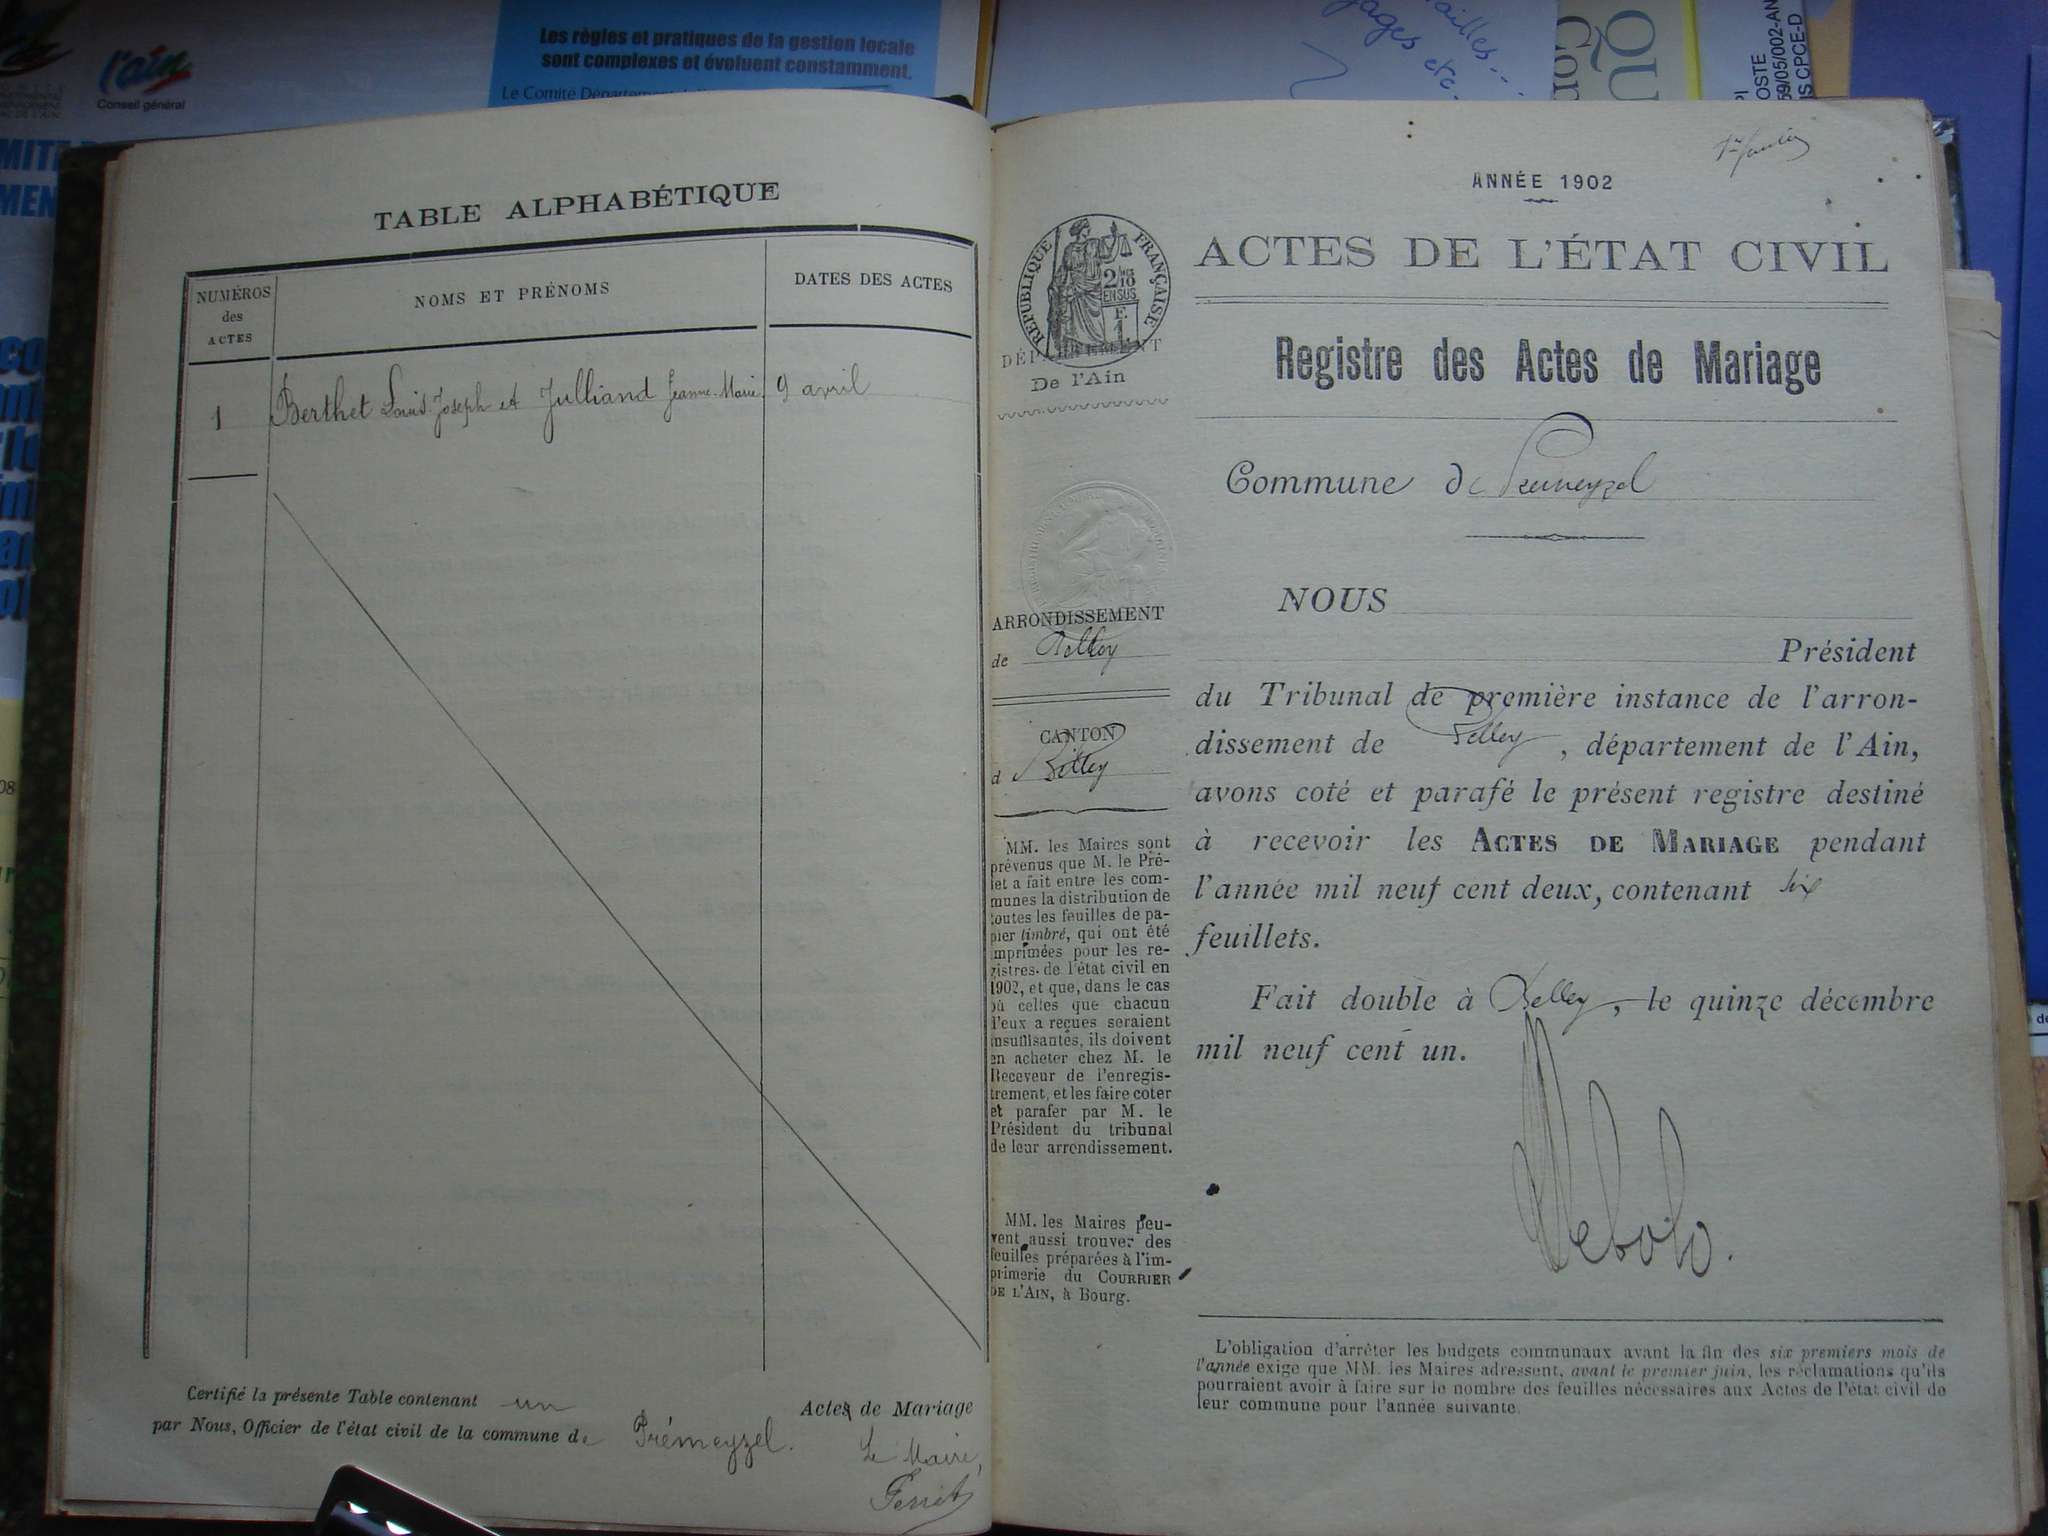 l'ain
Conseil général
Les règles et pratiques de la gestion locale
sont complexes et évoluent constamment.
Le Comité
QU
TABLE ALPHABÉTIQUE
NUMÉROS
des
ACTES
NOMS ET PRÉNOMS
DATES DES ACTES
1 Berthet Louis Joseph et Julliand Jeanne-Marie 9 avril
Certifié la présente Table contenant un Actes de Mariage
par Nous, Officier de l'état civil de la commune de Prémeyzel.
Le Maire,
ANNÉE 1902
ACTES DE L'ÉTAT CIVIL
RÉPUBLIQUE FRANÇAISE
DÉPARTEMENT
De l'Ain
Registre des Actes de Mariage
Commune de Prémeyzel
ARRONDISSEMENT
de Belley
CANTON
d Belley
MM. les Maires sont
prévenus que M. le Pré-
fet a fait entre les com-
munes la distribution de
toutes les feuilles de pa-
pier timbré, qui ont été
imprimées pour les re-
gistres de l'état civil en
1902, et que, dans le cas
où celles que chacun
d'eux a reçues seraient
insuffisantes, ils doivent
en acheter chez M. le
Receveur de l'enregis-
trement, et les faire coter
et parafer par M. le
Président du tribunal
de leur arrondissement.
MM. les Maires peu-
vent aussi trouver des
feuilles préparées à l'im-
primerie du COURRIER
DE L'AIN, à Bourg.
NOUS
Président
du Tribunal de première instance de l'arron-
dissement de Belley, département de l'Ain,
avons coté et parafé le présent registre destiné
à recevoir les ACTES DE MARIAGE pendant
l'année mil neuf cent deux, contenant six
feuillets.
Fait double à Belley, le quinze décembre
mil neuf cent un.
L'obligation d'arrêter les budgets communaux avant la fin des six premiers mois de
l'année exige que MM. les Maires adressent, avant le premier juin, les réclamations qu'ils
pourraient avoir à faire sur le nombre des feuilles nécessaires aux Actes de l'état civil de
leur commune pour l'année suivante.